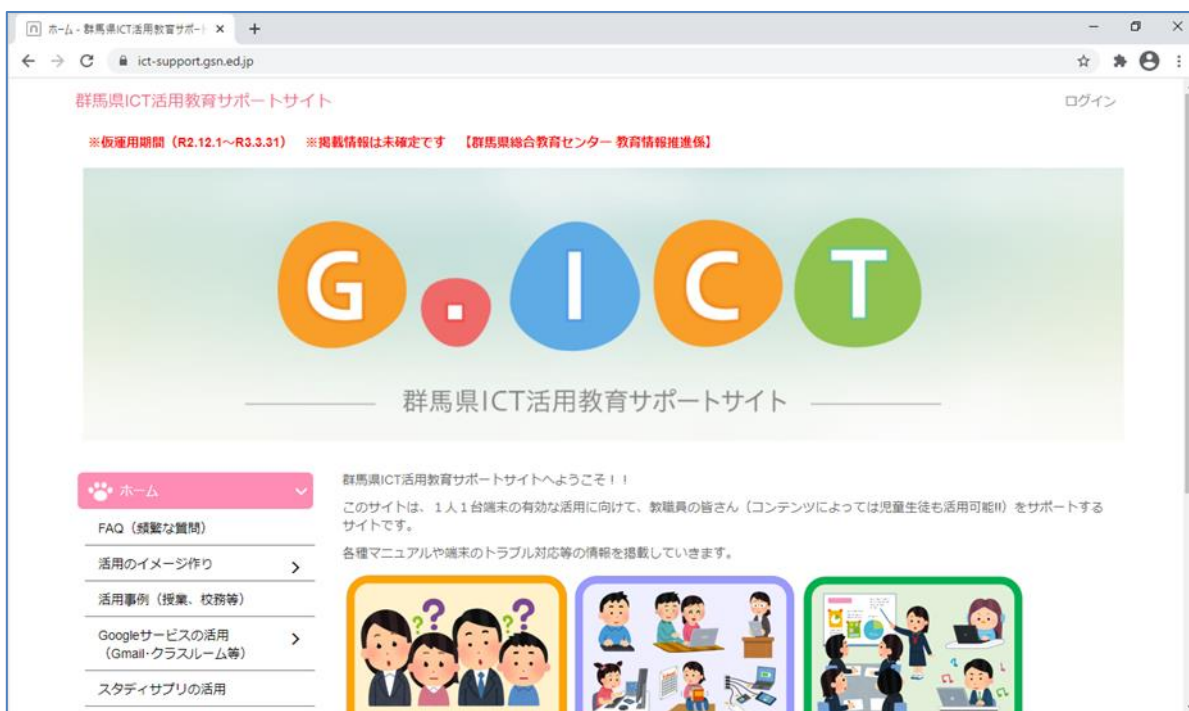 ホーム - 群馬県ICT活用教育サポート
ict-support.gsn.ed.jp
群馬県ICT活用教育サポートサイト
ログイン
※仮運用期間（R2.12.1～R3.3.31） ※掲載情報は未確定です 【群馬県総合教育センター 教育情報推進係】
G.ICT
群馬県ICT活用教育サポートサイト
ホーム
FAQ（頻繁な質問）
活用のイメージ作り
活用事例（授業、校務等）
Googleサービスの活用
（Gmail・クラスルーム等）
スタディサプリの活用
群馬県ICT活用教育サポートサイトへようこそ！！
このサイトは、１人１台端末の有効な活用に向けて、教職員の皆さん（コンテンツによっては児童生徒も活用可能!!）をサポートする
サイトです。
各種マニュアルや端末のトラブル対応等の情報を掲載していきます。
? ?
? ?